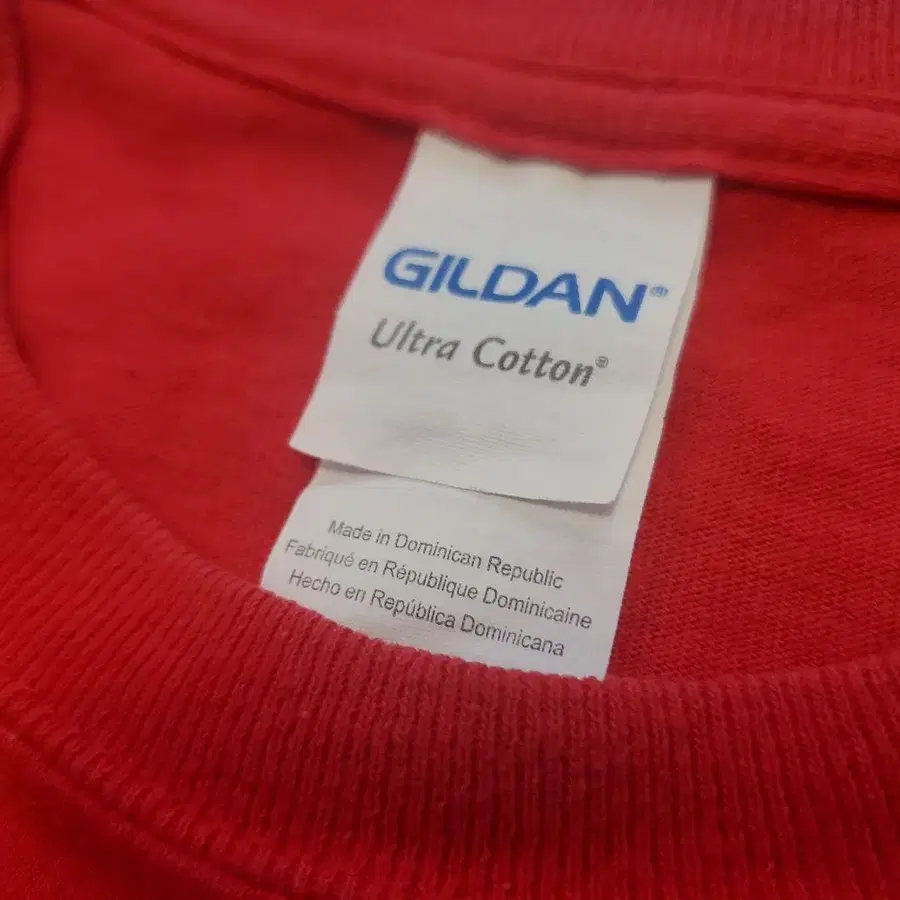 GILDAN®
Ultra Cotton®
Made in Dominican Republic
Fabriqué en République Dominicaine
Hecho en República Dominicana